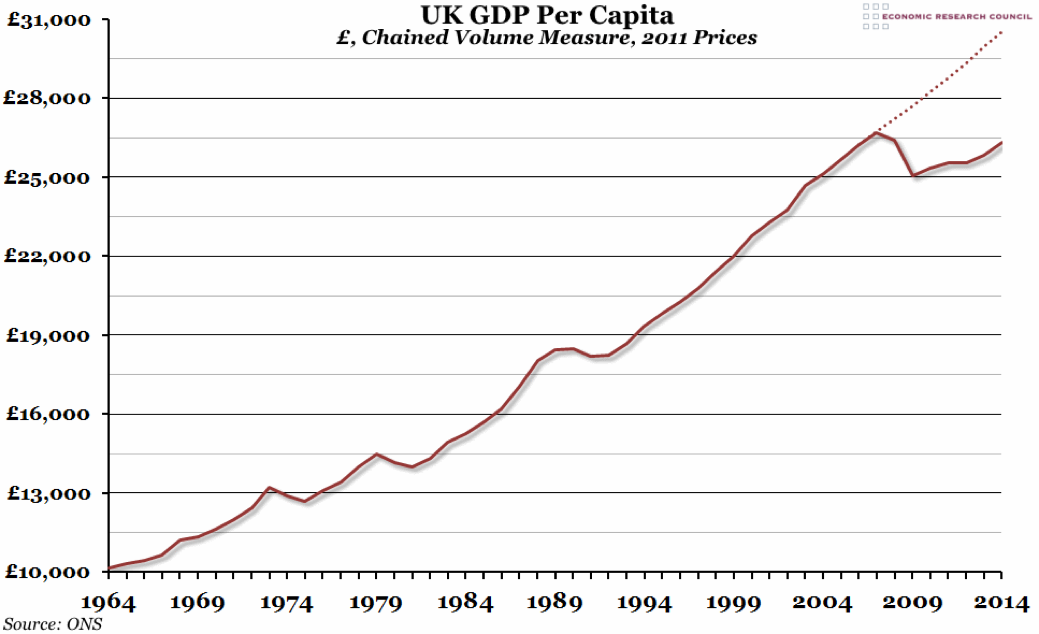 UK GDP Per Capita
£, Chained Volume Measure, 2011 Prices
ECONOMIC RESEARCH COUNCIL
£31,000
£28,000
£25,000
£22,000
£19,000
£16,000
£13,000
£10,000
1964 1969 1974 1979 1984 1989 1994 1999 2004 2009 2014
Source: ONS